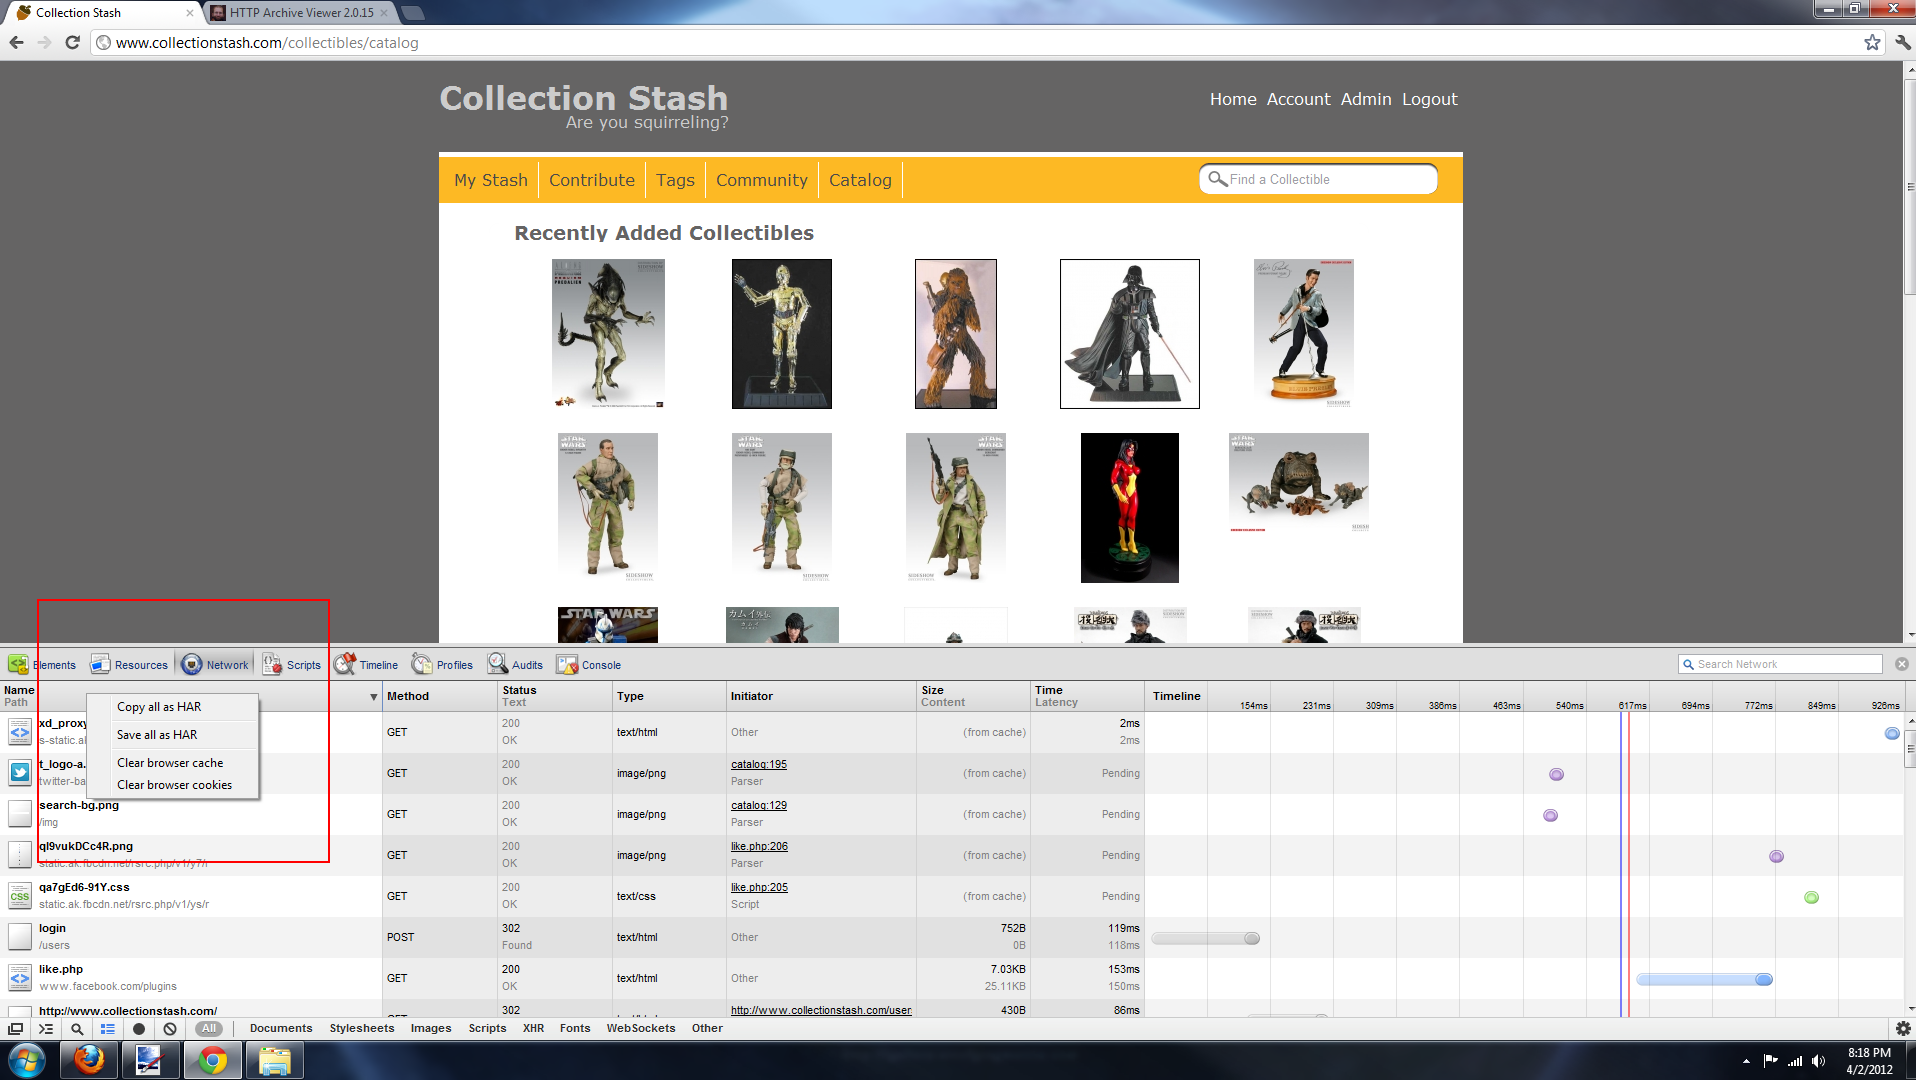 Collection Stash
HTTP Archive Viewer 2.0.15
www.collectionstash.com/collectibles/catalog
Collection Stash
Are you squirreling?
Home Account Admin Logout
My Stash Contribute Tags Community Catalog
Find a Collectible
Recently Added Collectibles
STAR WARS
Elements Resources Network Scripts Timeline Profiles Audits Console
Search Network
Name
Path
Method
Status
Text
Type
Initiator
Size
Content
Time
Latency
Timeline
154ms 231ms 309ms 386ms 463ms 540ms 617ms 694ms 772ms 849ms 926ms
Copy all as HAR
Save all as HAR
Clear browser cache
Clear browser cookies
xd_proxy
s-static.ak
GET
200
OK
text/html
Other
(from cache)
2ms
2ms
t_logo-a.
twitter-ba
GET
200
OK
image/png
catalog:195
Parser
(from cache)
Pending
search-bg.png
/img
GET
200
OK
image/png
catalog:129
Parser
(from cache)
Pending
ql9vukDCc4R.png
static.ak.fbcdn.net/rsrc.php/v1/y7/r
GET
200
OK
image/png
like.php:206
Parser
(from cache)
Pending
qa7gEd6-91Y.css
static.ak.fbcdn.net/rsrc.php/v1/ys/r
GET
200
OK
text/css
like.php:205
Script
(from cache)
Pending
login
/users
POST
302
Found
text/html
Other
752B
0B
119ms
118ms
like.php
www.facebook.com/plugins
GET
200
OK
text/html
Other
7.03KB
25.11KB
153ms
150ms
http://www.collectionstash.com/
302
http://www.collectionstash.com/user
430B
86ms
All Documents Stylesheets Images Scripts XHR Fonts WebSockets Other
8:18 PM
4/2/2012